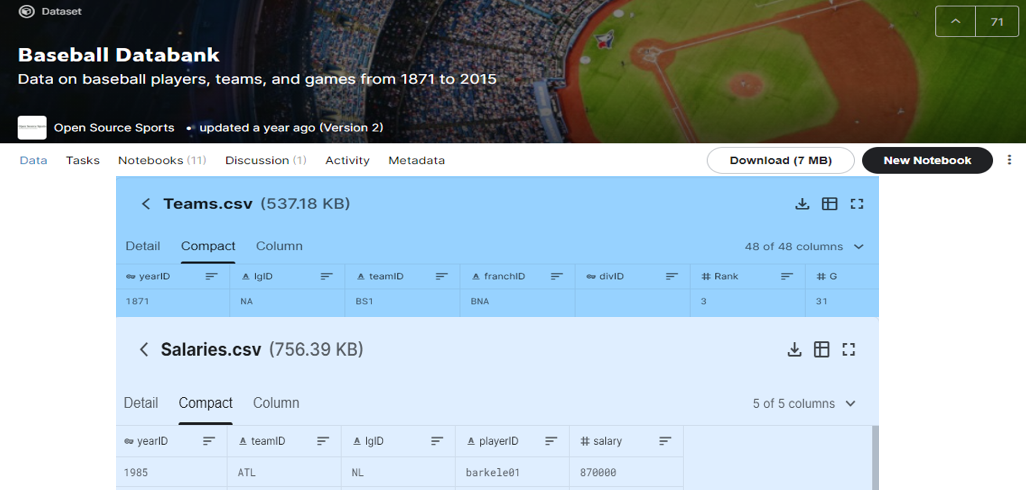 Dataset
71
Baseball Databank
Data on baseball players, teams, and games from 1871 to 2015
Open Source Sports • updated a year ago (Version 2)
Data Tasks Notebooks (11) Discussion (1) Activity Metadata Download (7 MB) New Notebook
Teams.csv (537.18 KB)
Detail Compact Column 48 of 48 columns
yearID lgID teamID franchID divID # Rank # G
1871 NA BS1 BNA 3 31
Salaries.csv (756.39 KB)
Detail Compact Column 5 of 5 columns
yearID teamID lgID playerID # salary
1985 ATL NL barkele01 870000